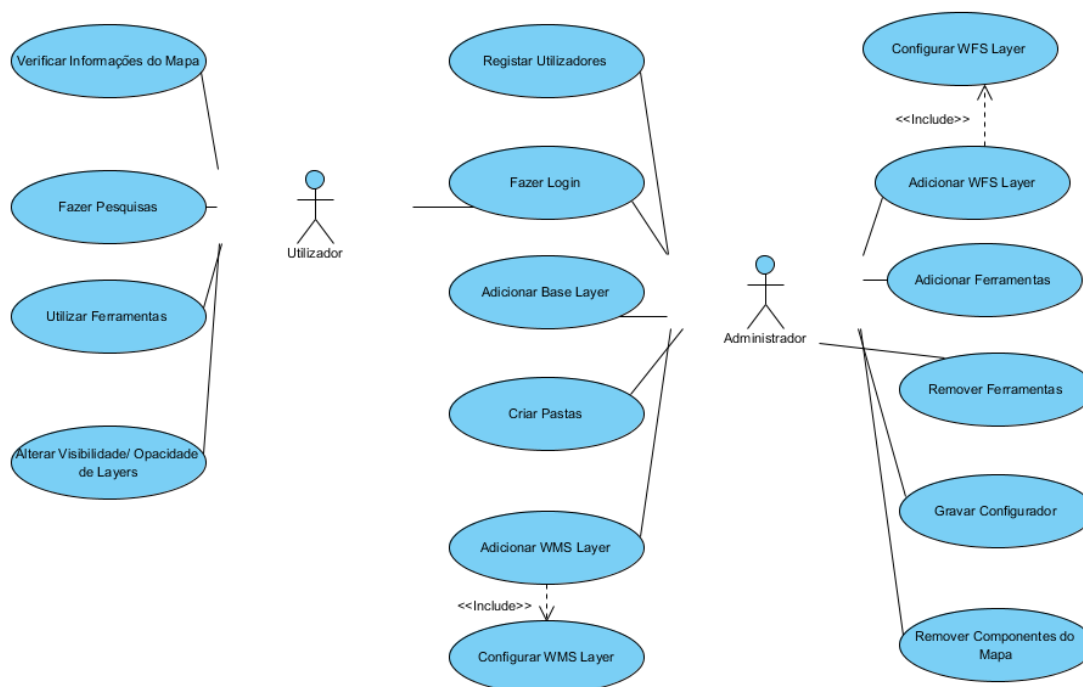 Verificar Informações do Mapa
Fazer Pesquisas
Utilizar Ferramentas
Alterar Visibilidade/ Opacidade
de Layers
Utilizador
Registar Utilizadores
Fazer Login
Adicionar Base Layer
Criar Pastas
Adicionar WMS Layer
<<Include>>
Configurar WMS Layer
Administrador
Configurar WFS Layer
<<Include>>
Adicionar WFS Layer
Adicionar Ferramentas
Remover Ferramentas
Gravar Configurador
Remover Componentes do
Mapa